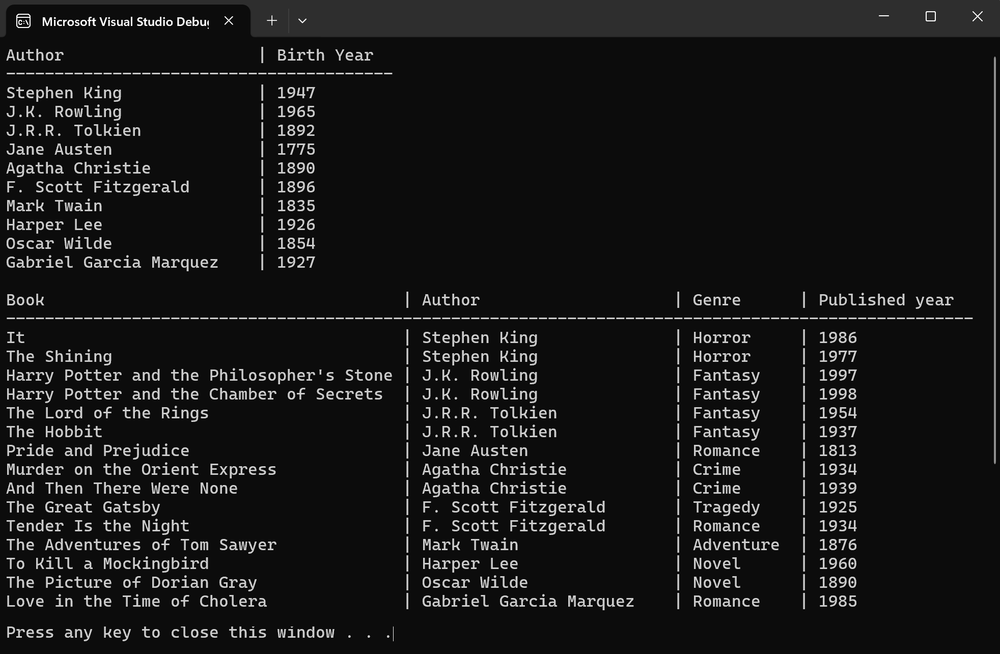 Microsoft Visual Studio Debug
Author | Birth Year
----------------------------------------
Stephen King | 1947
J.K. Rowling | 1965
J.R.R. Tolkien | 1892
Jane Austen | 1775
Agatha Christie | 1890
F. Scott Fitzgerald | 1896
Mark Twain | 1835
Harper Lee | 1926
Oscar Wilde | 1854
Gabriel Garcia Marquez | 1927
Book | Author | Genre | Published year
----------------------------------------------------------------------------------------------------
It | Stephen King | Horror | 1986
The Shining | Stephen King | Horror | 1977
Harry Potter and the Philosopher's Stone | J.K. Rowling | Fantasy | 1997
Harry Potter and the Chamber of Secrets | J.K. Rowling | Fantasy | 1998
The Lord of the Rings | J.R.R. Tolkien | Fantasy | 1954
The Hobbit | J.R.R. Tolkien | Fantasy | 1937
Pride and Prejudice | Jane Austen | Romance | 1813
Murder on the Orient Express | Agatha Christie | Crime | 1934
And Then There Were None | Agatha Christie | Crime | 1939
The Great Gatsby | F. Scott Fitzgerald | Tragedy | 1925
Tender Is the Night | F. Scott Fitzgerald | Romance | 1934
The Adventures of Tom Sawyer | Mark Twain | Adventure | 1876
To Kill a Mockingbird | Harper Lee | Novel | 1960
The Picture of Dorian Gray | Oscar Wilde | Novel | 1890
Love in the Time of Cholera | Gabriel Garcia Marquez | Romance | 1985
Press any key to close this window . . .